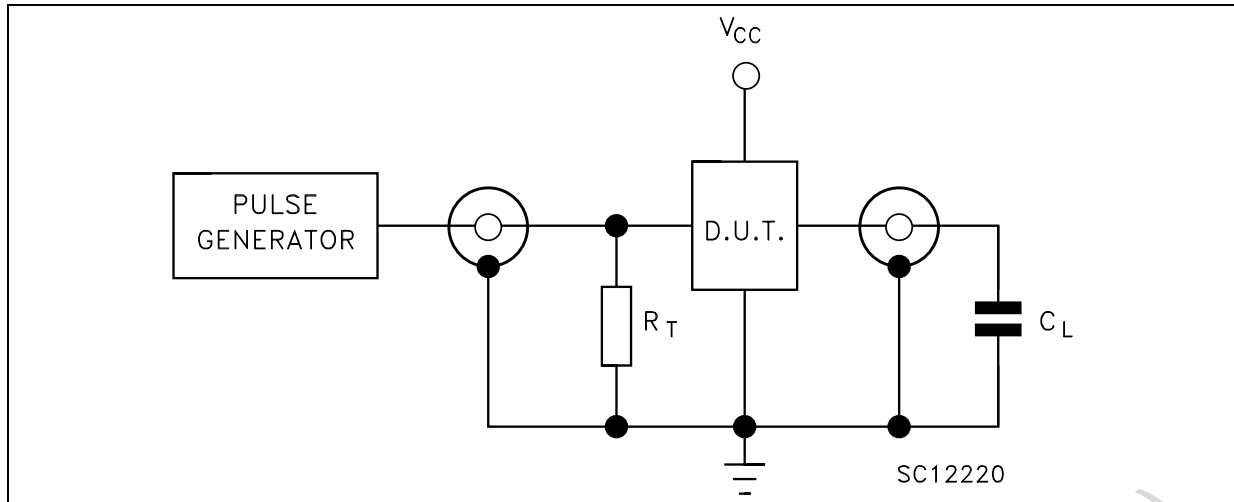 VCC
PULSE
GENERATOR
D.U.T.
RT
CL
SC12220